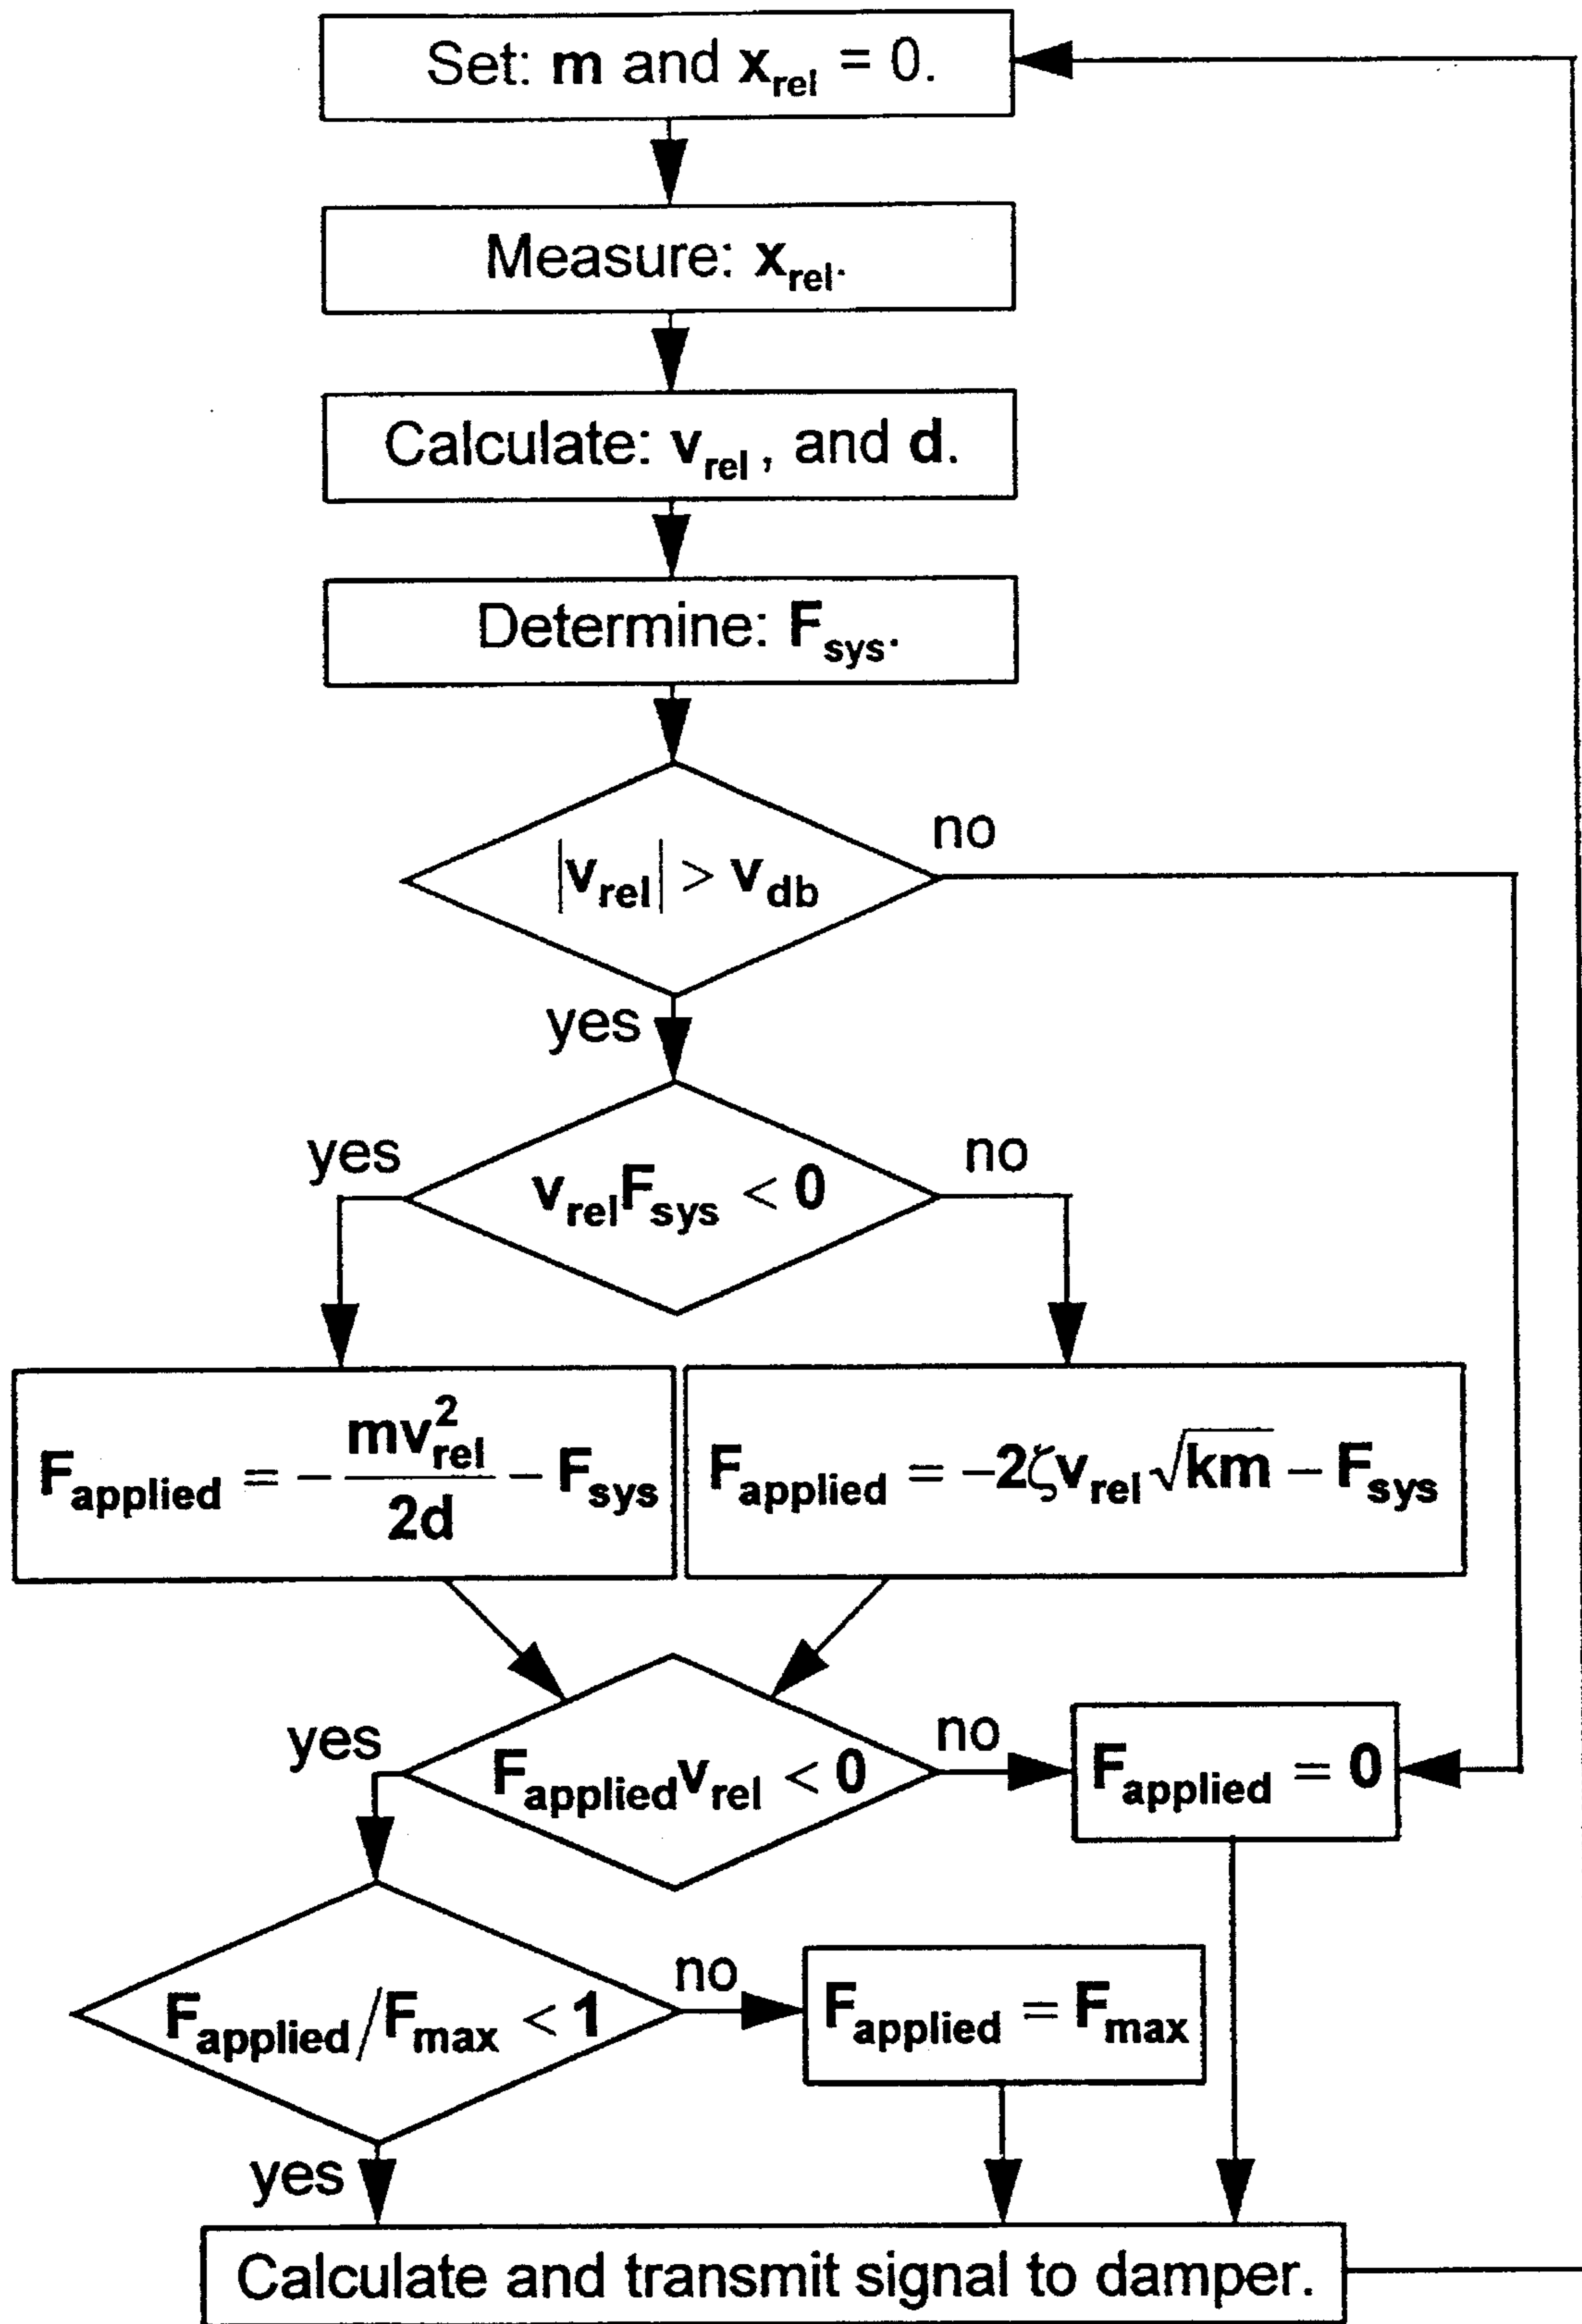 Set: m and x_rel = 0.
Measure: x_rel.
Calculate: v_rel, and d.
Determine: F_sys.
|v_rel| > v_db
no
yes
v_rel F_sys < 0
yes
no
F_applied = - mv_rel^2 / 2d - F_sys
F_applied = -2ζv_rel √km - F_sys
F_applied v_rel < 0
yes
no
F_applied = 0
F_applied/F_max < 1
no
F_applied = F_max
yes
Calculate and transmit signal to damper.